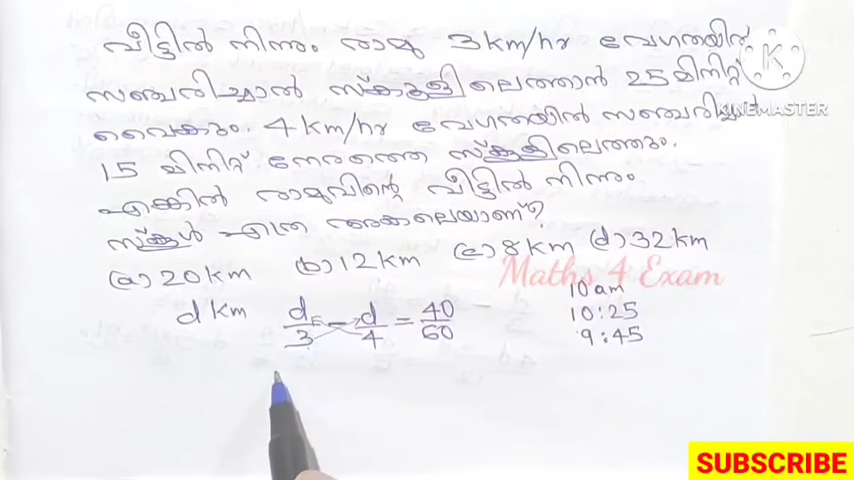 വീട്ടിൽ നിന്നും രാമു 3km/hr വേഗതയിൽ
സഞ്ചരിച്ചാൽ സ്കൂളിലെത്താൻ 25 മിനിറ്റ്
വൈകും. 4km/hr വേഗതയിൽ സഞ്ചരിച്ചാൽ
15 മിനിറ്റ് നേരത്തെ സ്കൂളിലെത്തും.
എങ്കിൽ രാമുവിന്റെ വീട്ടിൽ നിന്നും
സ്കൂൾ എത്ര അകലെയാണ്?
(a) 20km (b) 12km (c) 8km (d) 32km
d km d/3 - d/4 = 40/60
10 am
10:25
9:45
K
KINEMASTER
Maths 4 Exam
SUBSCRIBE